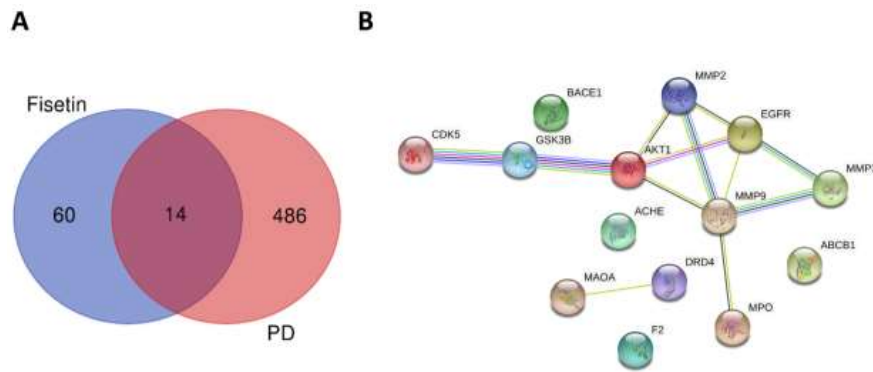 A
B
Fisetin
60
14
486
PD
MMP2
BACE1
EGFR
CDK5
GSK3B
AKT1
MMP9
ACHE
ABCB1
DRD4
MAOA
MPO
F2